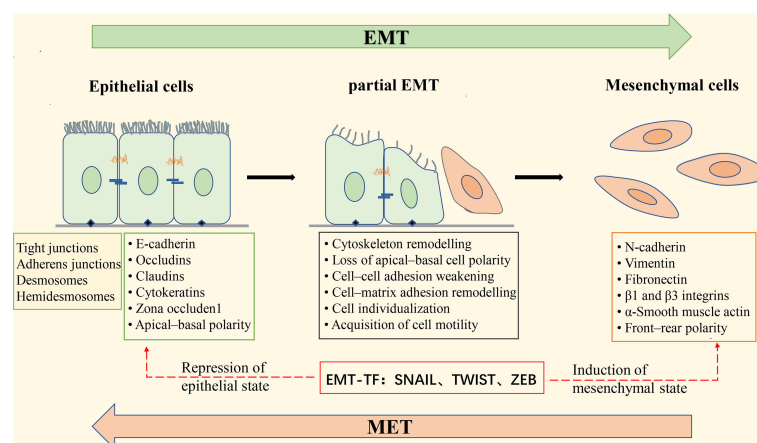 EMT
Epithelial cells
partial EMT
Mesenchymal cells
Tight junctions
Adherens junctions
Desmosomes
Hemidesmosomes
• E-cadherin
• Occludins
• Claudins
• Cytokeratins
• Zona occluden1
• Apical–basal polarity
• Cytoskeleton remodelling
• Loss of apical–basal cell polarity
• Cell–cell adhesion weakening
• Cell–matrix adhesion remodelling
• Cell individualization
• Acquisition of cell motility
• N-cadherin
• Vimentin
• Fibronectin
• β1 and β3 integrins
• α-Smooth muscle actin
• Front–rear polarity
Repression of
epithelial state
EMT-TF：SNAIL、TWIST、ZEB
Induction of
mesenchymal state
MET